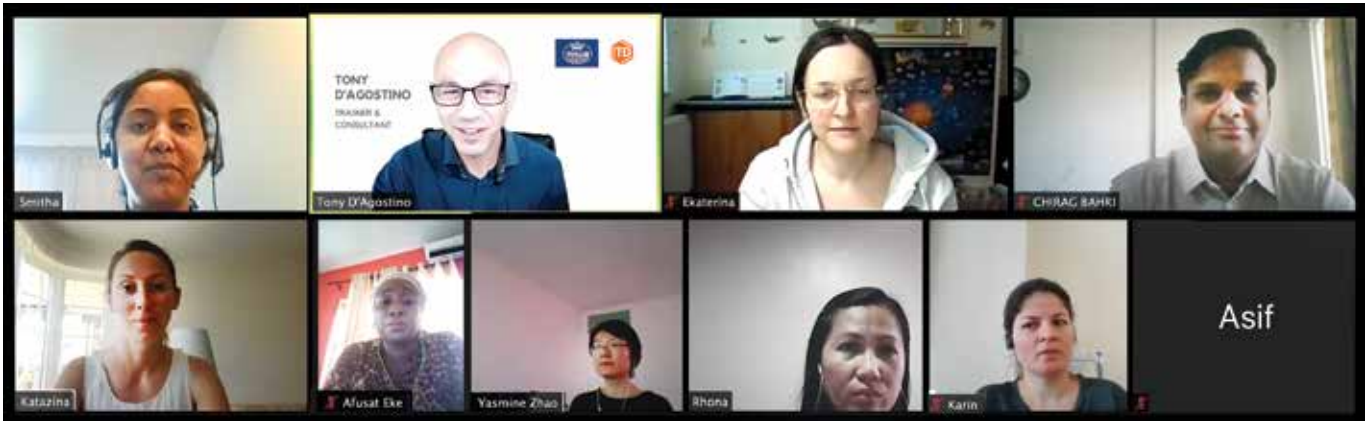 TONY
D'AGOSTINO
TRAINER &
CONSULTANT
TD
Smitha
Tony D'Agostino
Ekaterina
CHIRAG BAHRI
Katazina
Afusat Eke
Yasmine Zhao
Rhona
Karin
Asif